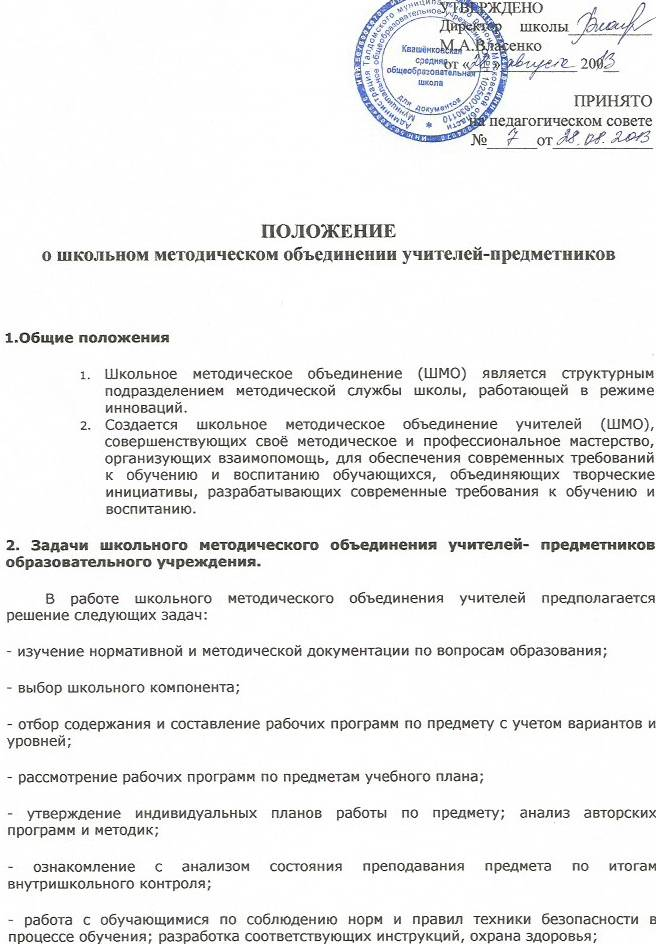 УТВЕРЖДЕНО
Директор школы
М.А.Власенко
от «28» августа 2013
ПРИНЯТО
на педагогическом совете
№ 7 от 28.08.2013
Квашёнковская
средняя
общеобразовательная
школа
для документов
ПОЛОЖЕНИЕ
о школьном методическом объединении учителей-предметников
1.Общие положения
1. Школьное методическое объединение (ШМО) является структурным
подразделением методической службы школы, работающей в режиме
инноваций.
2. Создается школьное методическое объединение учителей (ШМО),
совершенствующих своё методическое и профессиональное мастерство,
организующих взаимопомощь, для обеспечения современных требований
к обучению и воспитанию обучающихся, объединяющих творческие
инициативы, разрабатывающих современные требования к обучению и
воспитанию.
2. Задачи школьного методического объединения учителей- предметников
образовательного учреждения.
В работе школьного методического объединения учителей предполагается
решение следующих задач:
- изучение нормативной и методической документации по вопросам образования;
- выбор школьного компонента;
- отбор содержания и составление рабочих программ по предмету с учетом вариантов и
уровней;
- рассмотрение рабочих программ по предметам учебного плана;
- утверждение индивидуальных планов работы по предмету; анализ авторских
программ и методик;
- ознакомление с анализом состояния преподавания предмета по итогам
внутришкольного контроля;
- работа с обучающимися по соблюдению норм и правил техники безопасности в
процессе обучения; разработка соответствующих инструкций, охрана здоровья;